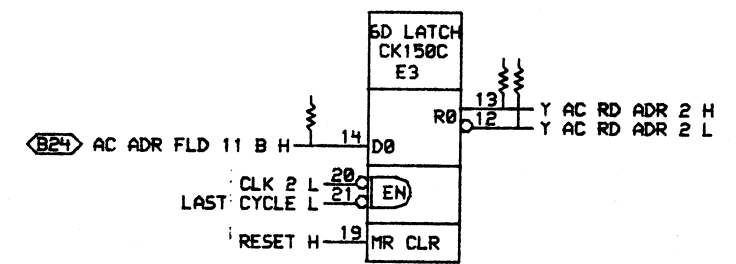 6D LATCH
CK150C
E3
13
R0
Y AC RD ADR 2 H
12
Y AC RD ADR 2 L
B24 AC ADR FLD 11 B H
14
D0
CLK 2 L
20
EN
LAST CYCLE L
21
RESET H
19
MR CLR